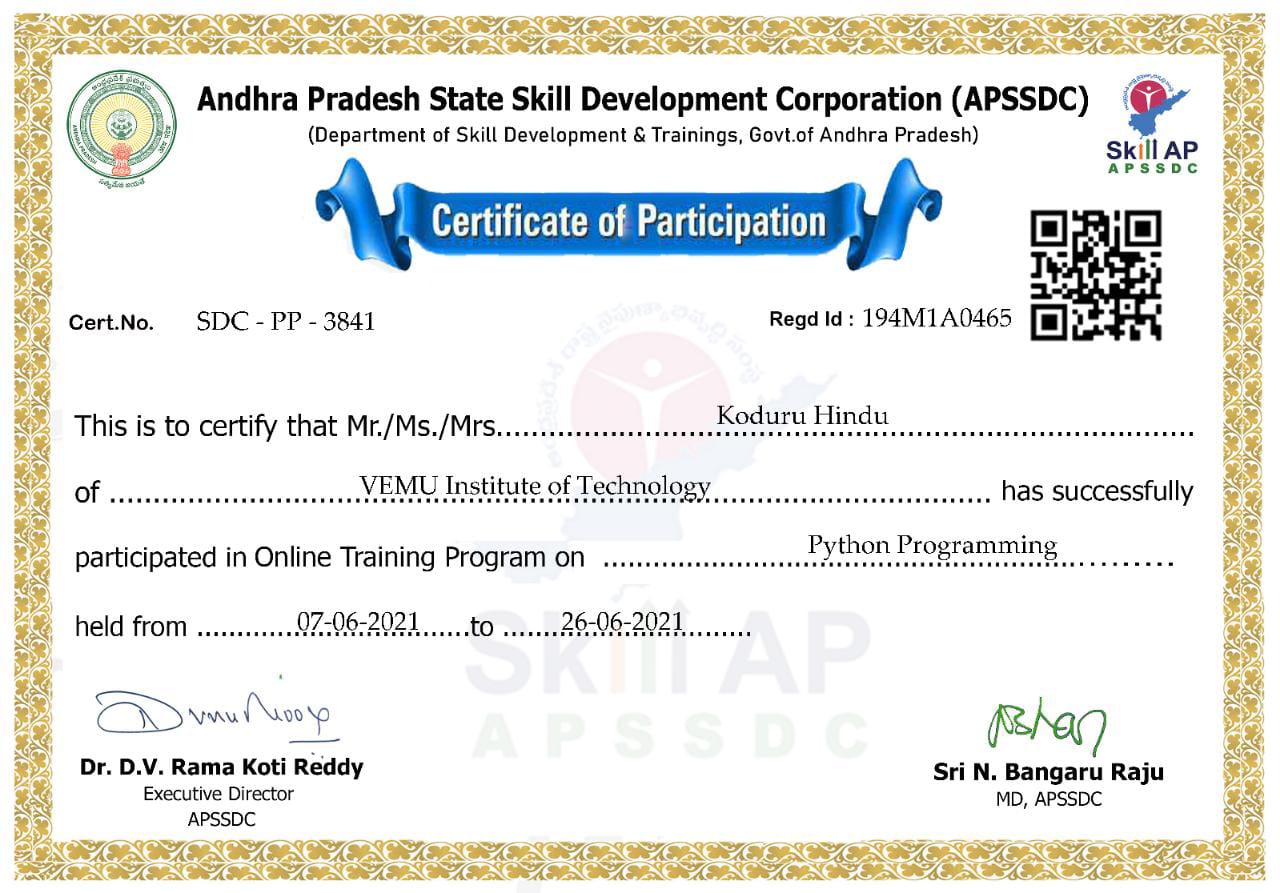 Andhra Pradesh State Skill Development Corporation (APSSDC)
(Department of Skill Development & Trainings, Govt.of Andhra Pradesh)
Skill AP
APSSDC
Certificate of Participation
Cert.No. SDC - PP - 3841
Regd Id : 194M1A0465
This is to certify that Mr./Ms./Mrs. Koduru Hindu
of VEMU Institute of Technology has successfully
participated in Online Training Program on Python Programming
held from 07-06-2021 to 26-06-2021
Skill AP
APSSDC
Dr. D.V. Rama Koti Reddy
Executive Director
APSSDC
Sri N. Bangaru Raju
MD, APSSDC